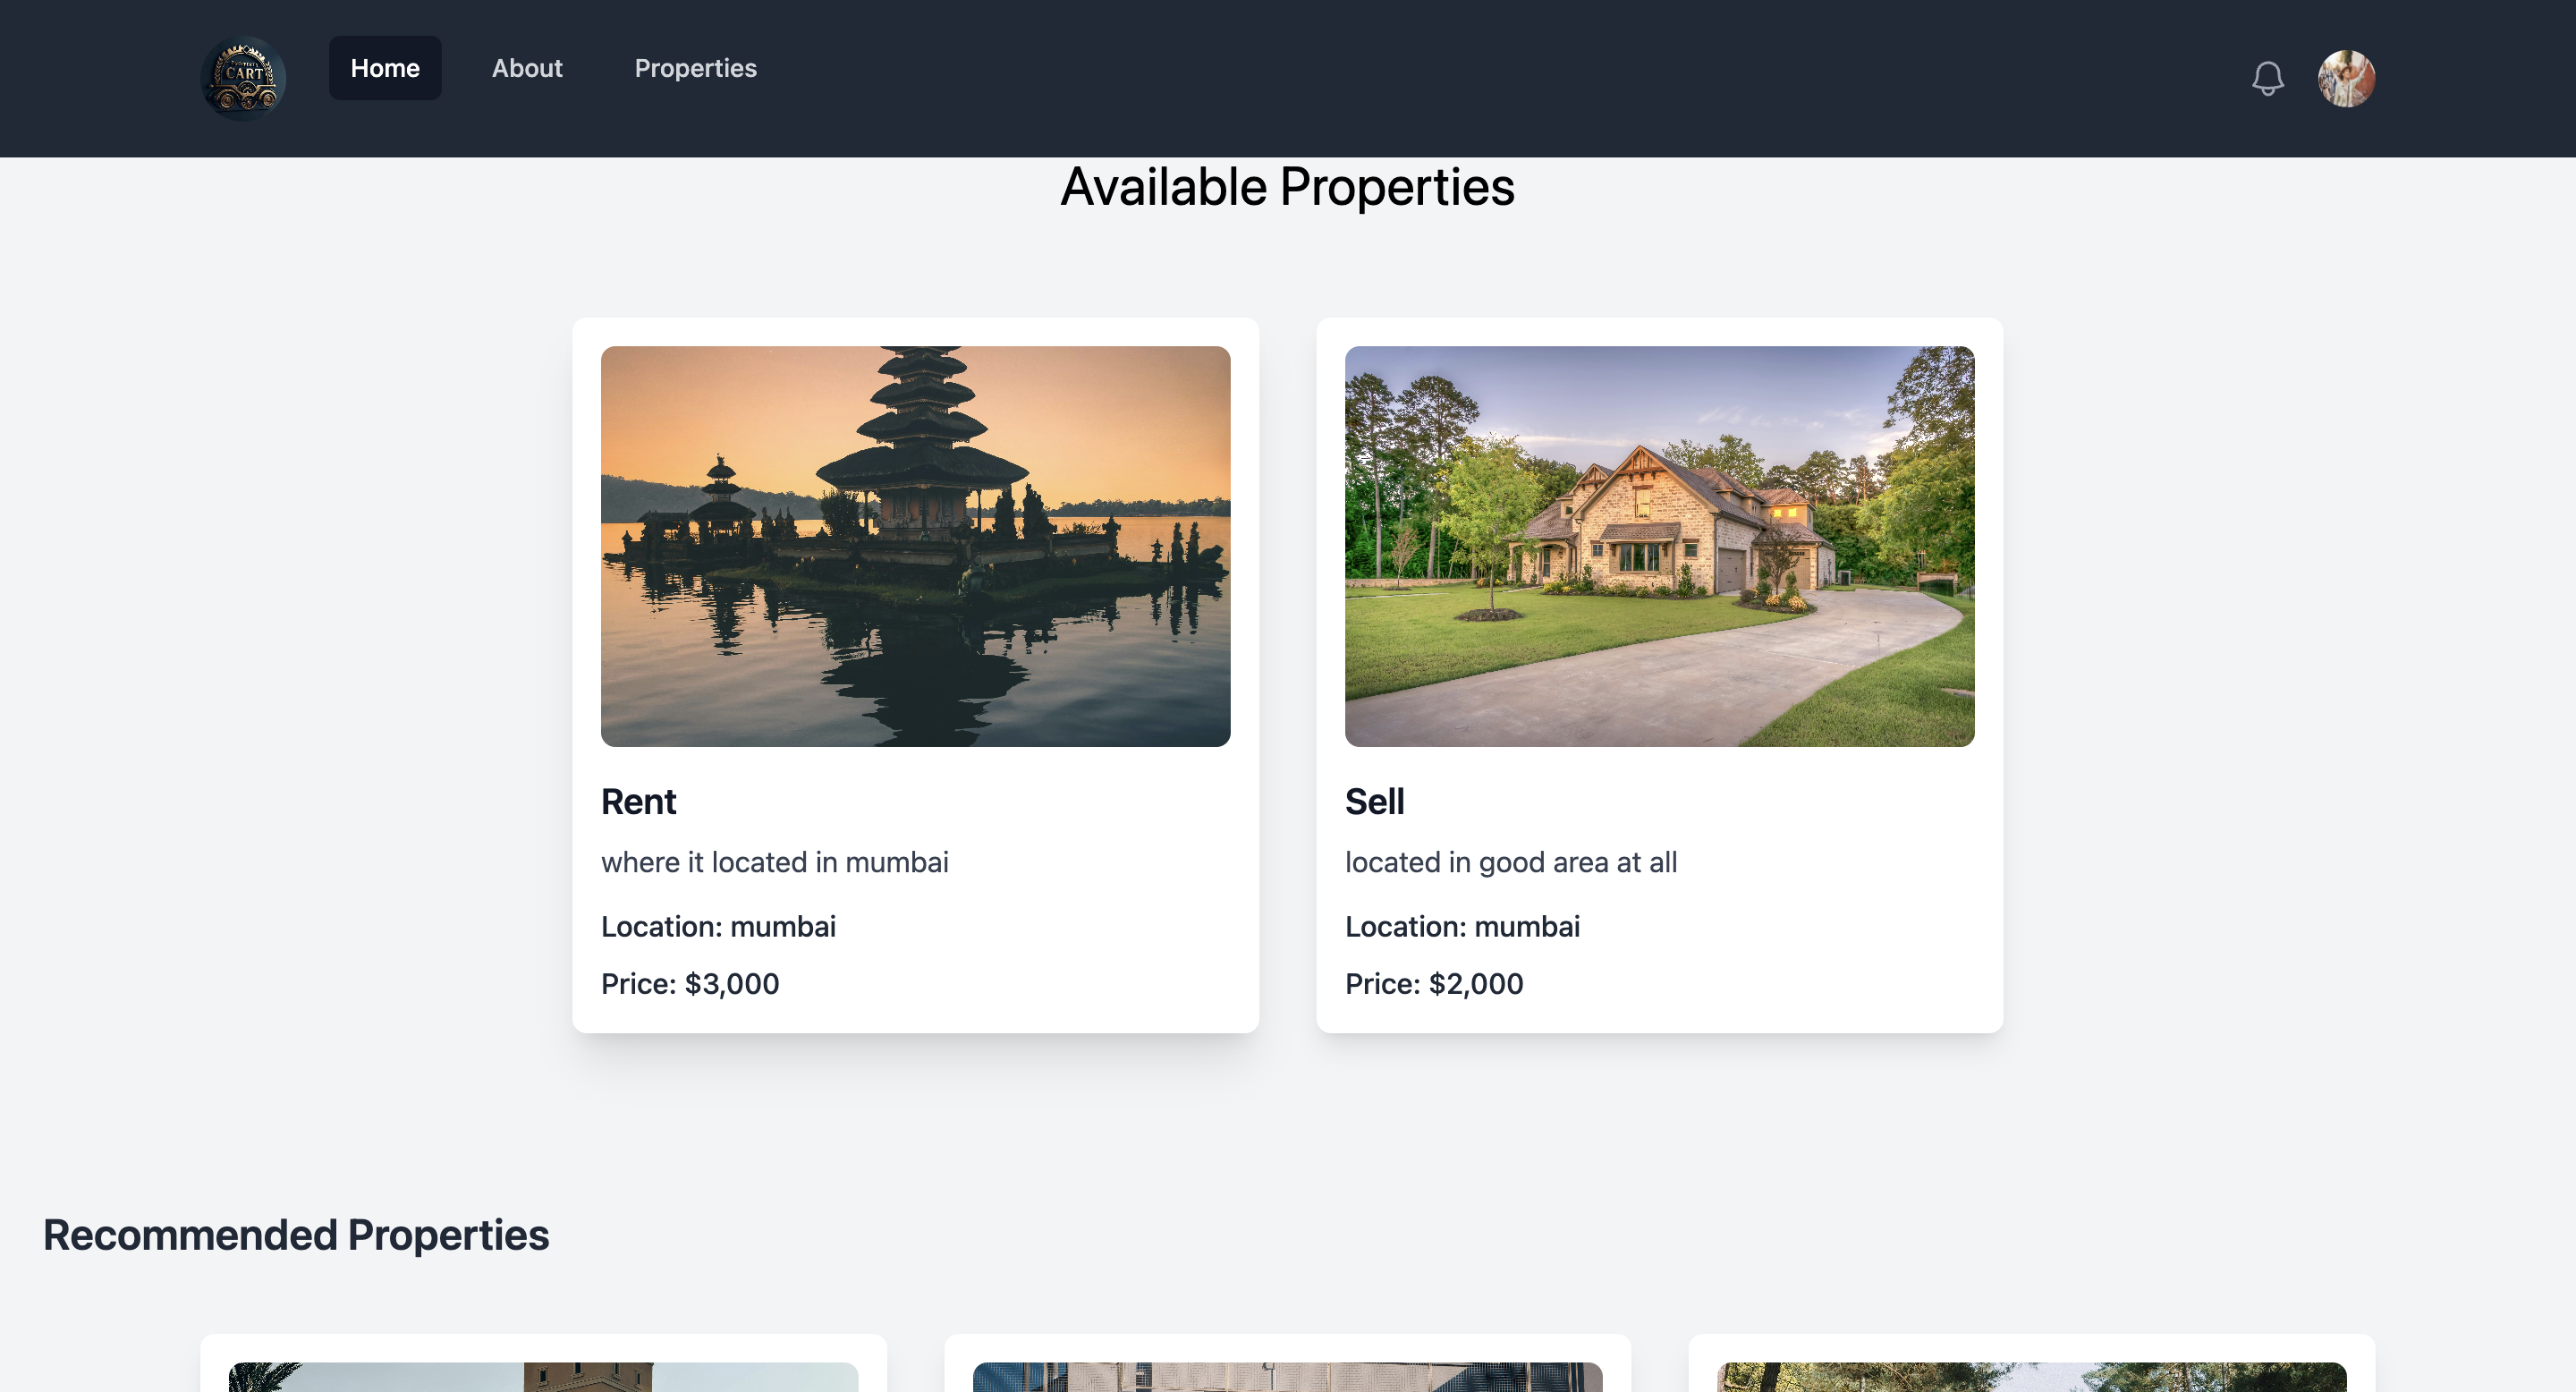 CART
Home
About
Properties
Available Properties
Rent
where it located in mumbai
Location: mumbai
Price: $3,000
Sell
located in good area at all
Location: mumbai
Price: $2,000
Recommended Properties